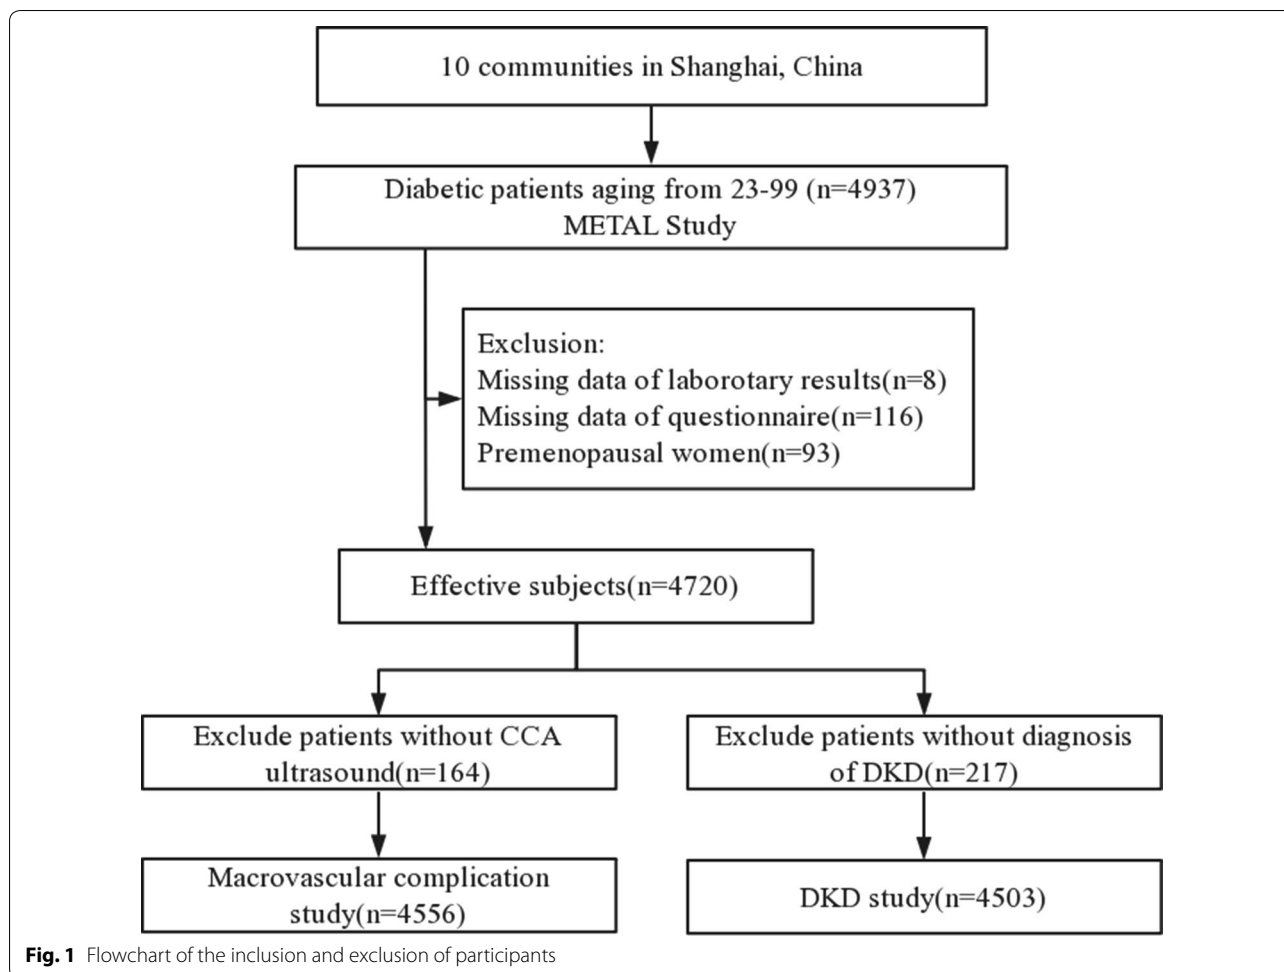 10 communities in Shanghai, China
Diabetic patients aging from 23-99 (n=4937)
METAL Study
Exclusion:
Missing data of laborotary results(n=8)
Missing data of questionnaire(n=116)
Premenopausal women(n=93)
Effective subjects(n=4720)
Exclude patients without CCA
ultrasound(n=164)
Exclude patients without diagnosis
of DKD(n=217)
Macrovascular complication
study(n=4556)
DKD study(n=4503)
Fig. 1 Flowchart of the inclusion and exclusion of participants